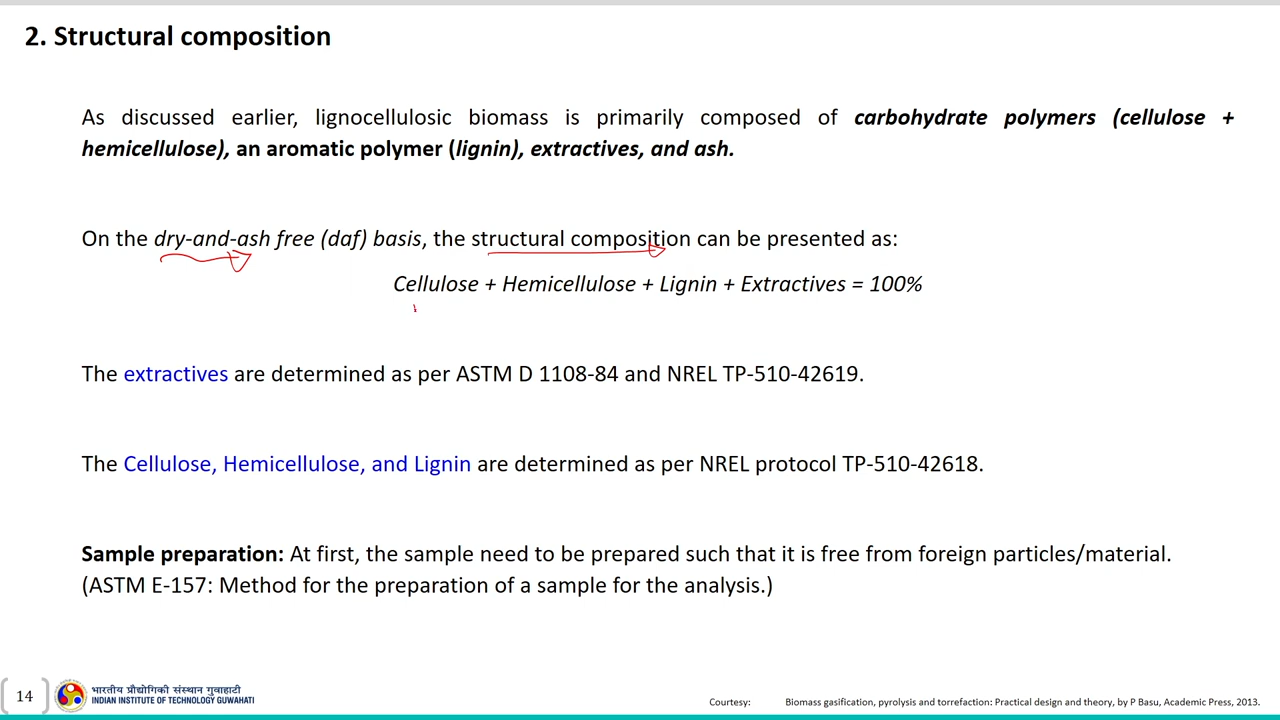 2. Structural composition
As discussed earlier, lignocellulosic biomass is primarily composed of carbohydrate polymers (cellulose +
hemicellulose), an aromatic polymer (lignin), extractives, and ash.
On the dry-and-ash free (daf) basis, the structural composition can be presented as:
Cellulose + Hemicellulose + Lignin + Extractives = 100%
The extractives are determined as per ASTM D 1108-84 and NREL TP-510-42619.
The Cellulose, Hemicellulose, and Lignin are determined as per NREL protocol TP-510-42618.
Sample preparation: At first, the sample need to be prepared such that it is free from foreign particles/material.
(ASTM E-157: Method for the preparation of a sample for the analysis.)
14
भारतीय प्रौद्योगिकी संस्थान गुवाहाटी
INDIAN INSTITUTE OF TECHNOLOGY GUWAHATI
Courtesy: Biomass gasification, pyrolysis and torrefaction: Practical design and theory, by P Basu, Academic Press, 2013.